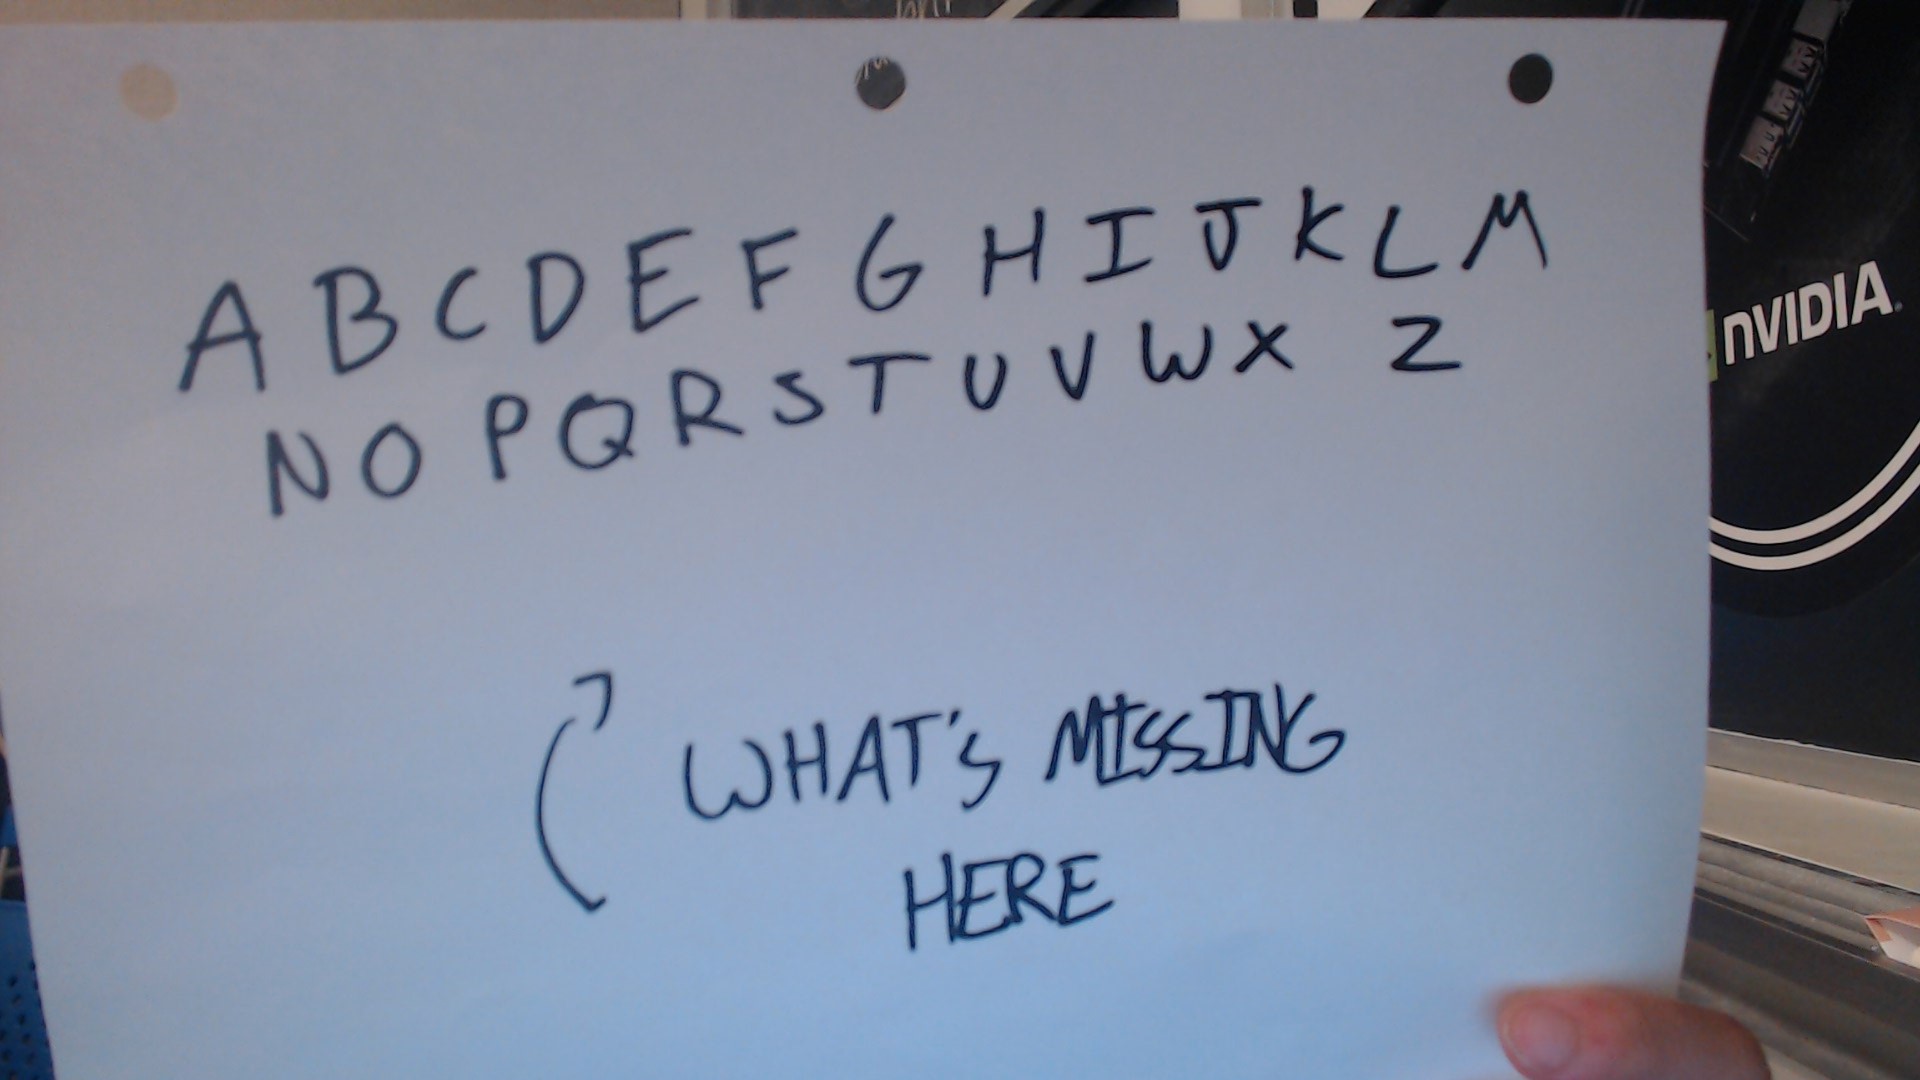 A B C D E F G H I J K L M
N O P Q R S T U V W X Z
WHAT'S MISSING
HERE
nVIDIA